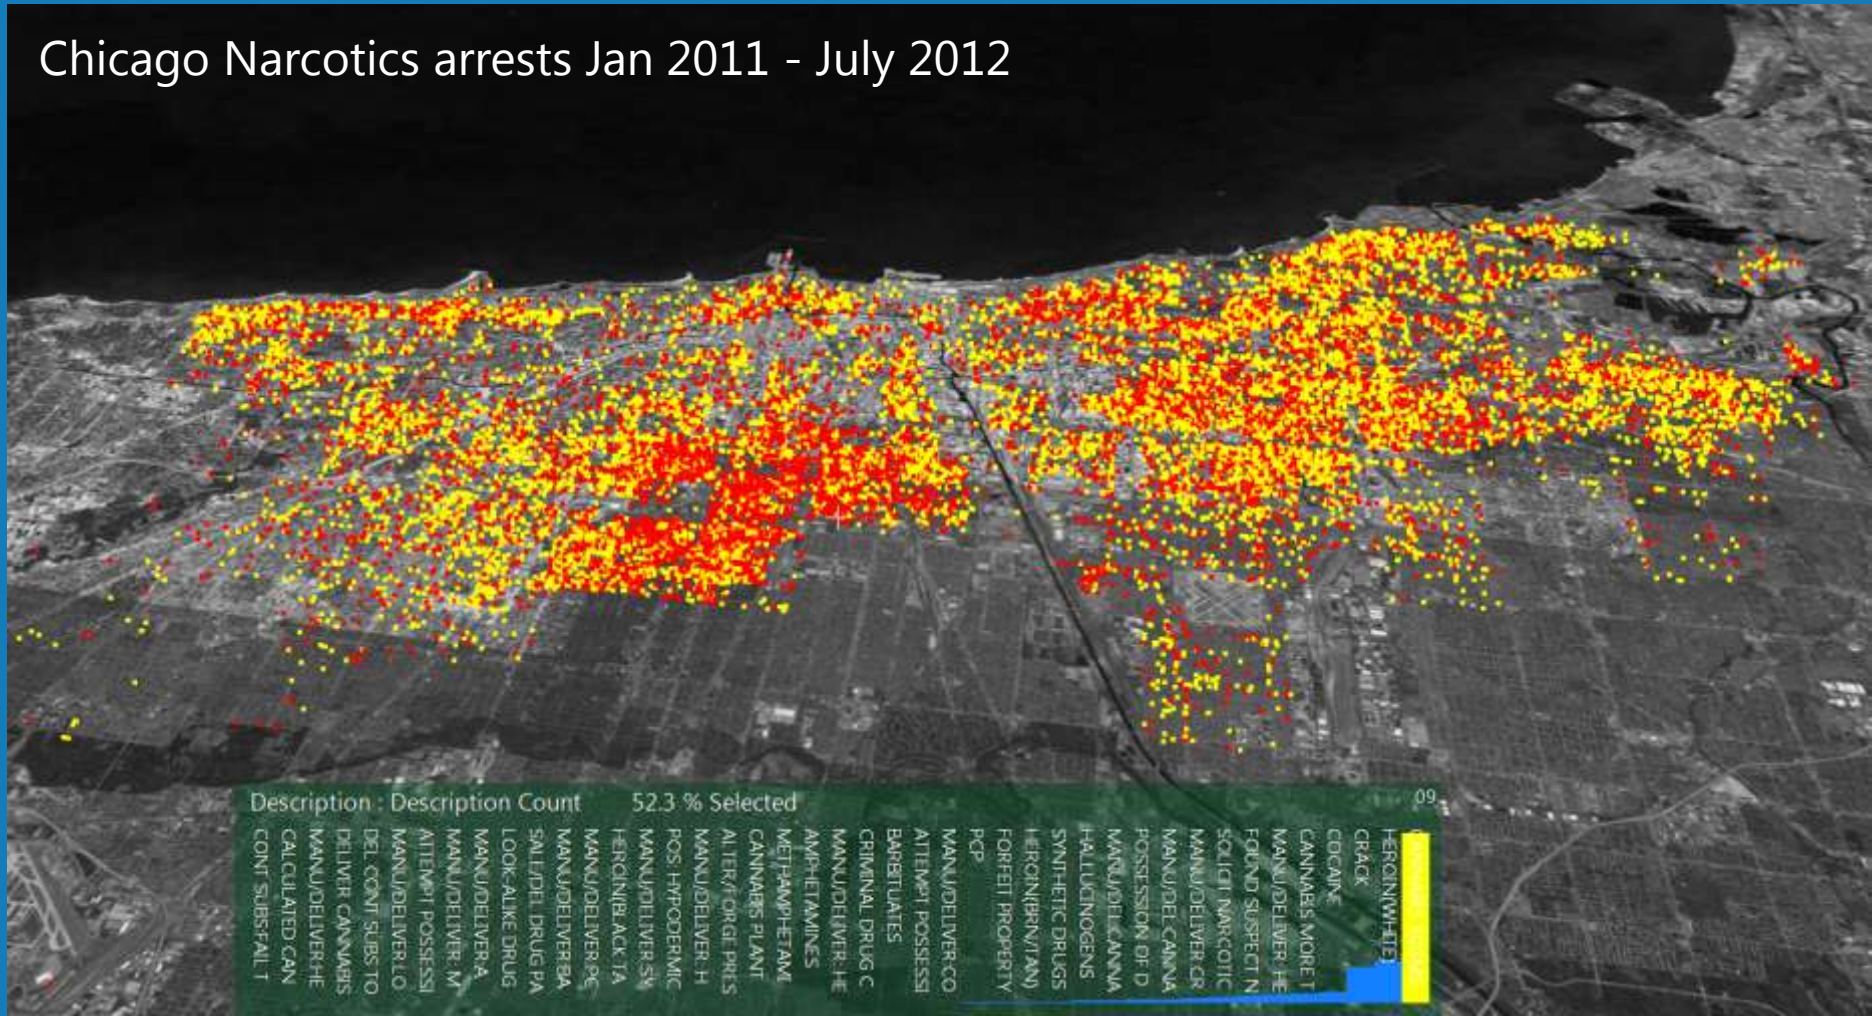 Chicago Narcotics arrests Jan 2011 - July 2012
Description : Description Count 52.3 % Selected
09
CONT SUBS:FAIL T
CALCULATED CAN
MANU/DELIVER:HE
DELIVER CANNABIS
DEL CONT SUBS TO
MANU/DELIVER:LO
ATTEMPT POSSESSI
MANU/DELIVER: M
MANU/DELIVER:A
LOOK-ALIKE DRUG
SALE/DEL DRUG PA
MANU/DELIVER:BA
MANU/DELIVER:PC
HEROIN(BLACK TA
MANU/DELIVER:SY
POS: HYPODERMIC
MANU/DELIVER: H
ALTER/FORGE PRES
CANNABIS PLANT
METHAMPHETAMI
AMPHETAMINES
MANU/DELIVER: HE
CRIMINAL DRUG C
BARBITUATES
ATTEMPT POSSESSI
MANU/DELIVER:CO
PCP
FORFEIT PROPERTY
HEROIN(BRN/TAN)
SYNTHETIC DRUGS
HALLUCINOGENS
MANU/DEL:CANNA
POSSESSION OF D
MANU/DEL:CANNA
MANU/DELIVER:CR
SOLICIT NARCOTIC
FOUND SUSPECT N
MANU/DELIVER: HE
CANNABIS MORE T
COCAINE
CRACK
HEROIN(WHITE)